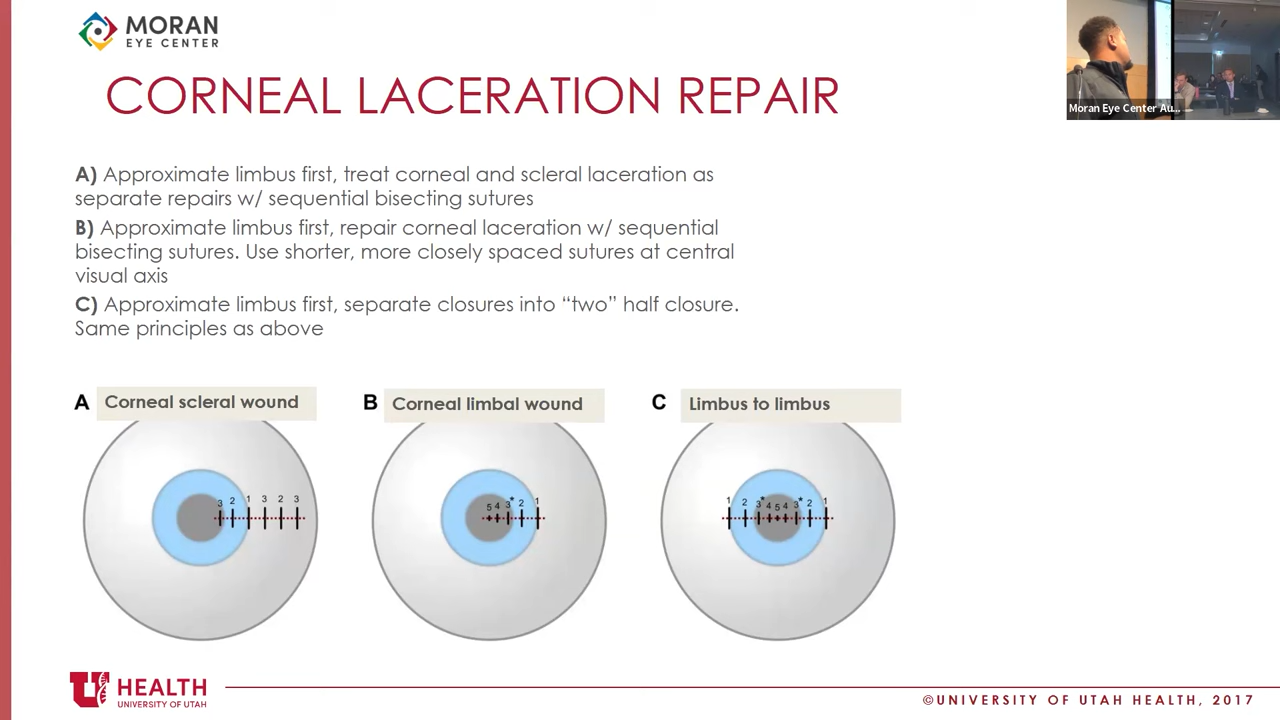 MORAN
EYE CENTER
CORNEAL LACERATION REPAIR
Moran Eye Center Au...
A) Approximate limbus first, treat corneal and scleral laceration as
separate repairs w/ sequential bisecting sutures
B) Approximate limbus first, repair corneal laceration w/ sequential
bisecting sutures. Use shorter, more closely spaced sutures at central
visual axis
C) Approximate limbus first, separate closures into “two” half closure.
Same principles as above
A Corneal scleral wound
B Corneal limbal wound
C Limbus to limbus
3 2 1 3 2 3
5 4 3* 2 1
1 2 3* 4 5 4 3* 2 1
U HEALTH
UNIVERSITY OF UTAH
©UNIVERSITY OF UTAH HEALTH, 2017